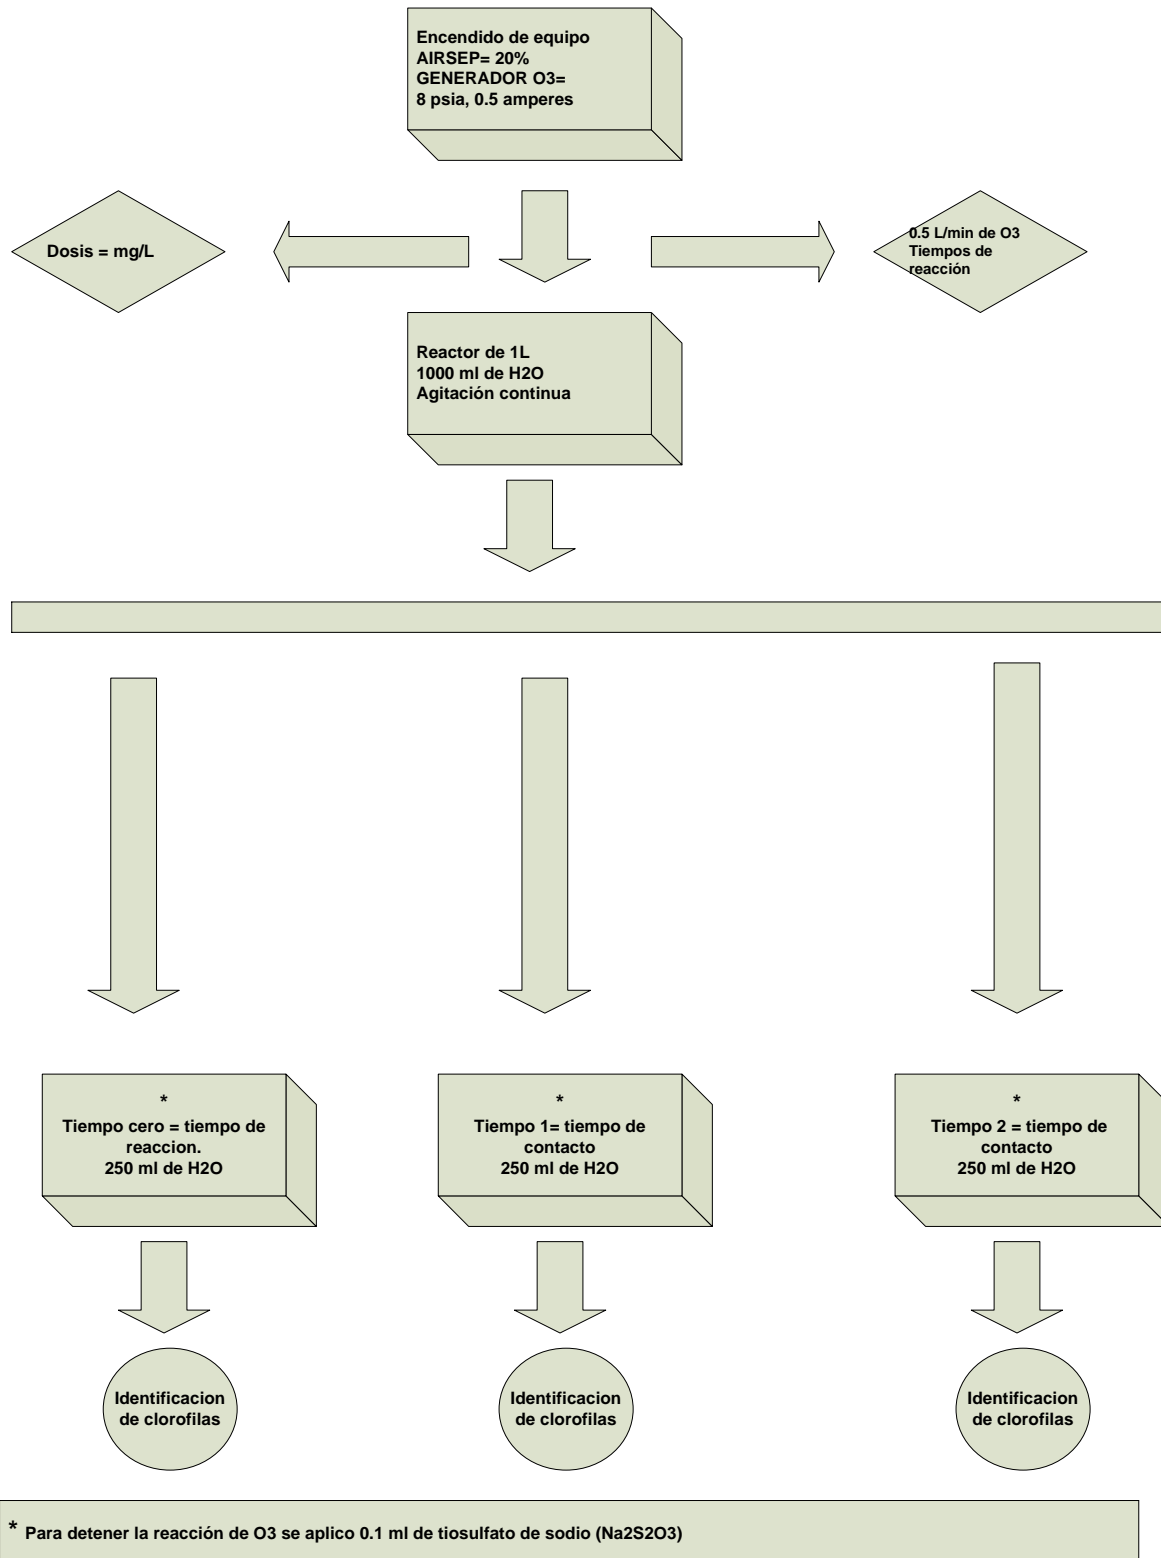 Encendido de equipo
AIRSEP= 20%
GENERADOR O3=
8 psia, 0.5 amperes
Dosis = mg/L
0.5 L/min de O3
Tiempos de
reacción
Reactor de 1L
1000 ml de H2O
Agitación continua
*
Tiempo cero = tiempo de
reaccion.
250 ml de H2O
*
Tiempo 1= tiempo de
contacto
250 ml de H2O
*
Tiempo 2 = tiempo de
contacto
250 ml de H2O
Identificacion
de clorofilas
Identificacion
de clorofilas
Identificacion
de clorofilas
* Para detener la reacción de O3 se aplico 0.1 ml de tiosulfato de sodio (Na2S2O3)